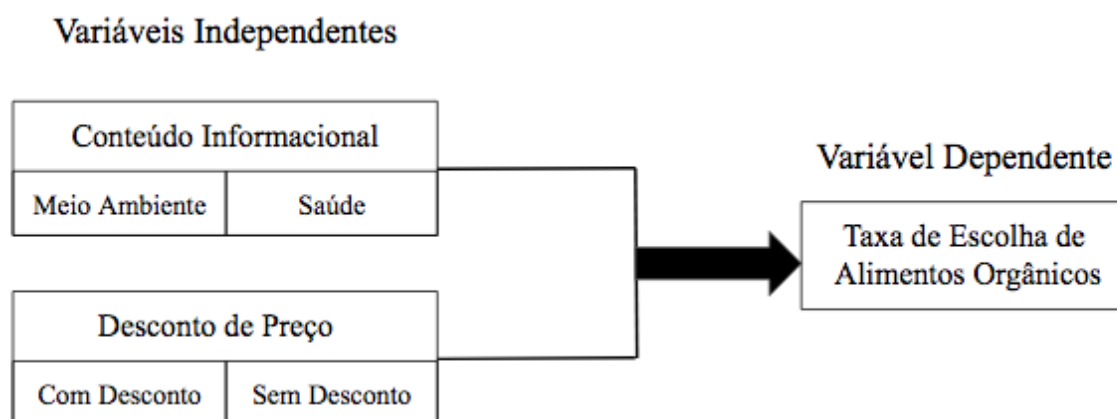 Variáveis Independentes
Conteúdo Informacional
Meio Ambiente
Saúde
Desconto de Preço
Com Desconto
Sem Desconto
Variável Dependente
Taxa de Escolha de
Alimentos Orgânicos